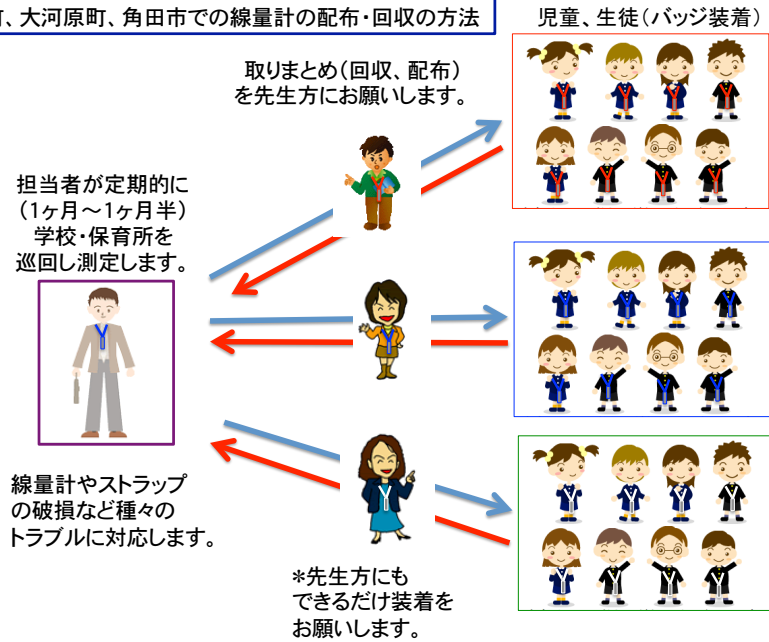 、大河原町、角田市での線量計の配布・回収の方法
児童、生徒(バッジ装着)
取りまとめ(回収、配布)
を先生方にお願いします。
担当者が定期的に
(1ヶ月～1ヶ月半)
学校・保育所を
巡回し測定します。
線量計やストラップ
の破損など種々の
トラブルに対応します。
*先生方にも
できるだけ装着を
お願いします。